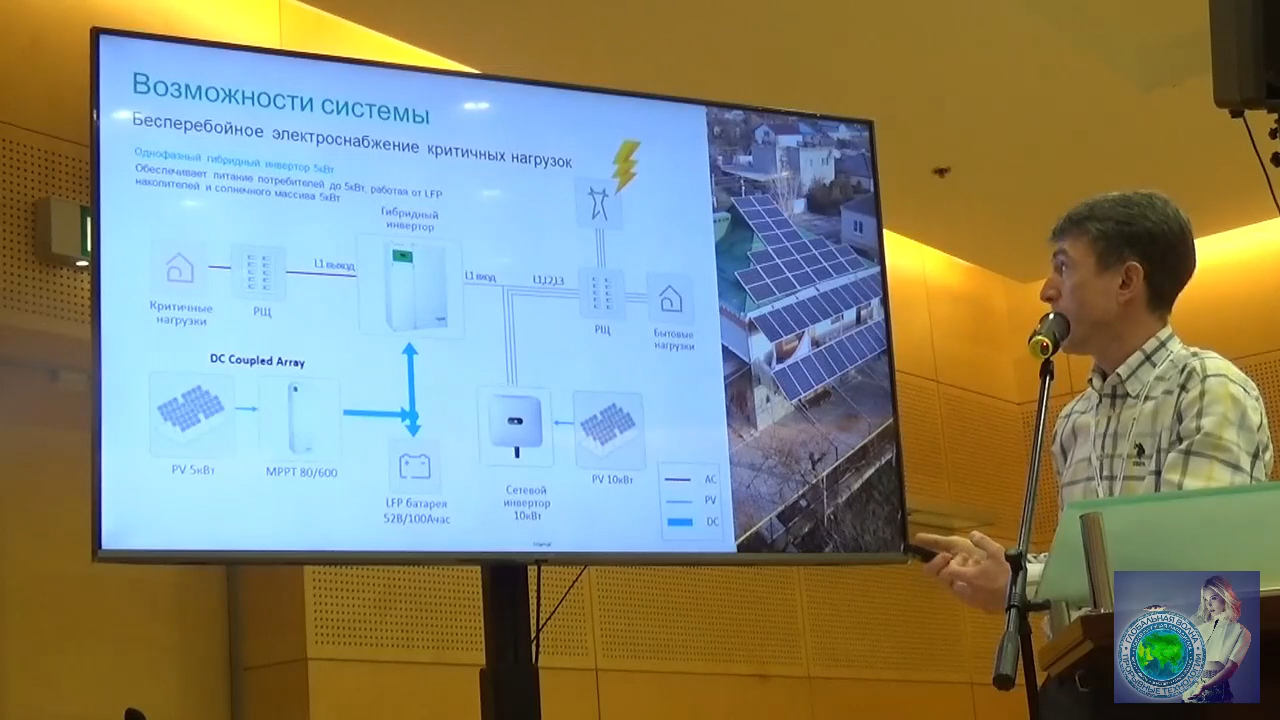 Возможности системы
Бесперебойное электроснабжение критичных нагрузок
Однофазный гибридный инвертор 5кВт
Обеспечивает питание потребителей до 5кВт, работая от LFP
накопителей и солнечного массива 5кВт
Гибридный
инвертор
L1 выход
L1 вход
L1,L2,L3
Критичные
нагрузки
РЩ
РЩ
Бытовые
нагрузки
DC Coupled Array
PV 5кВт
MPPT 80/600
LFP батарея
52В/100Ачас
Сетевой
инвертор
10кВт
PV 10кВт
AC
PV
DC